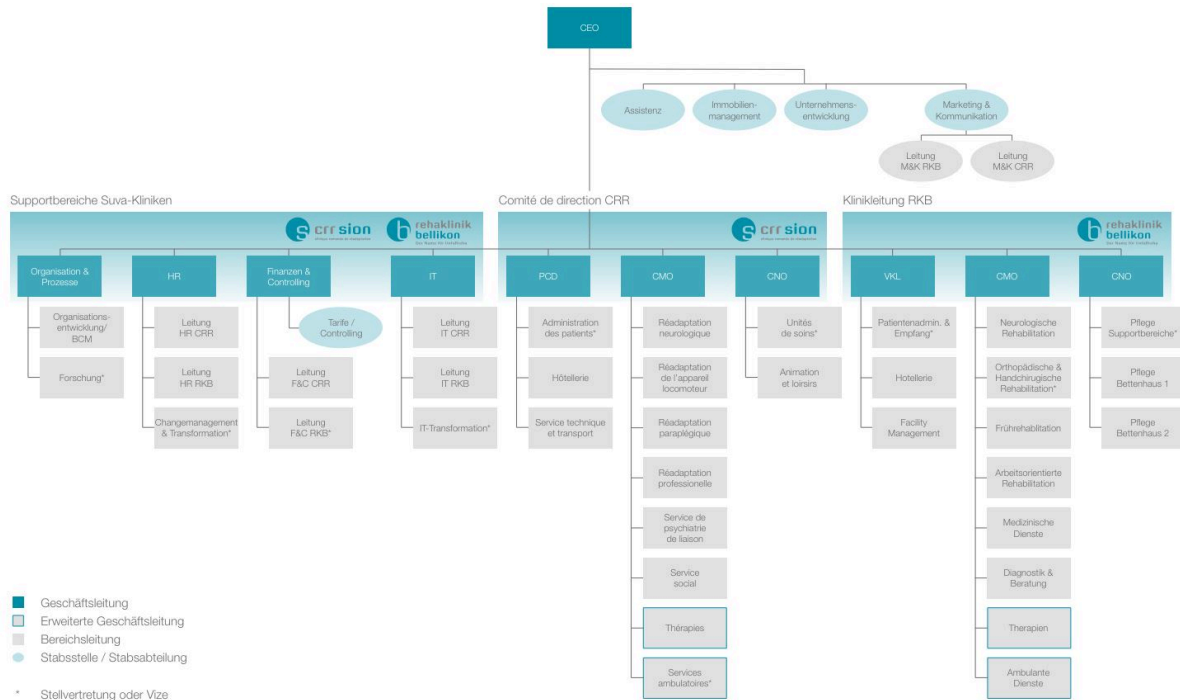 CEO
Assistenz
Immobilien-
management
Unternehmens-
entwicklung
Marketing &
Kommunikation
Leitung
M&K RKB
Leitung
M&K CRR
Supportbereiche Suva-Kliniken
crr sion
rehaklinik
bellikon
Organisation &
Prozesse
HR
Finanzen &
Controlling
IT
Organisations-
entwicklung/
BCM
Forschung*
Leitung
HR CRR
Leitung
HR RKB
Changemanagement
& Transformation*
Tarife /
Controlling
Leitung
F&C CRR
Leitung
F&C RKB*
Leitung
IT CRR
Leitung
IT RKB
IT-Transformation*
Comité de direction CRR
crr sion
PCD
CMO
CNO
Administration
des patients*
Hôtellerie
Service technique
et transport
Réadaptation
neurologique
Réadaptation
de l'appareil
locomoteur
Réadaptation
paraplégique
Réadaptation
professionelle
Service de
psychiatrie
de liaison
Service
social
Thérapies
Services
ambulatoires*
Unités
de soins*
Animation
et loisirs
Klinikleitung RKB
rehaklinik
bellikon
VKL
CMO
CNO
Patientenadmin. &
Empfang*
Hotellerie
Facility
Management
Neurologische
Rehabilitation
Orthopädische &
Handchirugische
Rehabilitation*
Frührehablitation
Arbeitsorientierte
Rehabilitation
Medizinische
Dienste
Diagnostik &
Beratung
Therapien
Ambulante
Dienste
Pflege
Supportbereiche*
Pflege
Bettenhaus 1
Pflege
Bettenhaus 2
Geschäftsleitung
Erweiterte Geschäftsleitung
Bereichsleitung
Stabsstelle / Stabsabteilung
* Stellvertretung oder Vize